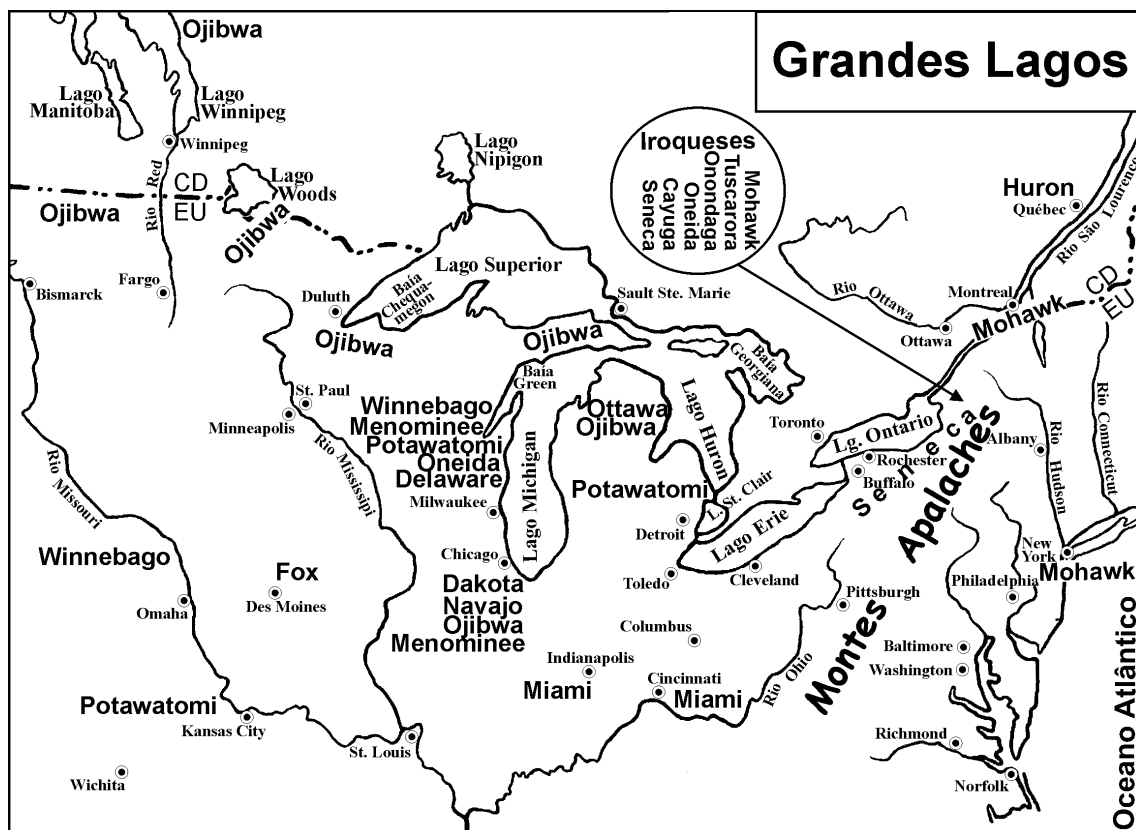 Grandes Lagos
Ojibwa
Lago
Manitoba
Lago
Winnipeg
Winnipeg
Lago
Nipigon
Iroqueses
Mohawk
Tuscarora
Onondaga
Oneida
Cayuga
Seneca
Rio Red
CD
EU
Lago
Woods
Ojibwa
Ojibwa
Huron
Québec
Rio São Lourenço
Lago Superior
Baía
Chequa-
megon
Bismarck
Fargo
Duluth
Ojibwa
Sault Ste. Marie
Rio Ottawa
Montreal
CD
EU
Mohawk
Ottawa
Ojibwa
Baía
Green
Baía
Georgiana
St. Paul
Minneapolis
Winnebago
Menominee
Potawatomi
Oneida
Delaware
Milwaukee
Ottawa
Ojibwa
Lago Huron
Lago Michigan
Toronto
Lg. Ontario
Seneca
Rochester
Buffalo
Albany
Rio Hudson
Rio Connecticut
Rio Missouri
Rio Mississipi
Potawatomi
L. St. Clair
Detroit
Lago Erie
Montes Apalaches
Winnebago
Omaha
Fox
Des Moines
Chicago
Dakota
Navajo
Ojibwa
Menominee
Toledo
Cleveland
New
York
Mohawk
Philadelphia
Pittsburgh
Columbus
Indianapolis
Miami
Cincinnati
Miami
Rio Ohio
Baltimore
Washington
Oceano Atlântico
Potawatomi
Kansas City
St. Louis
Wichita
Richmond
Norfolk